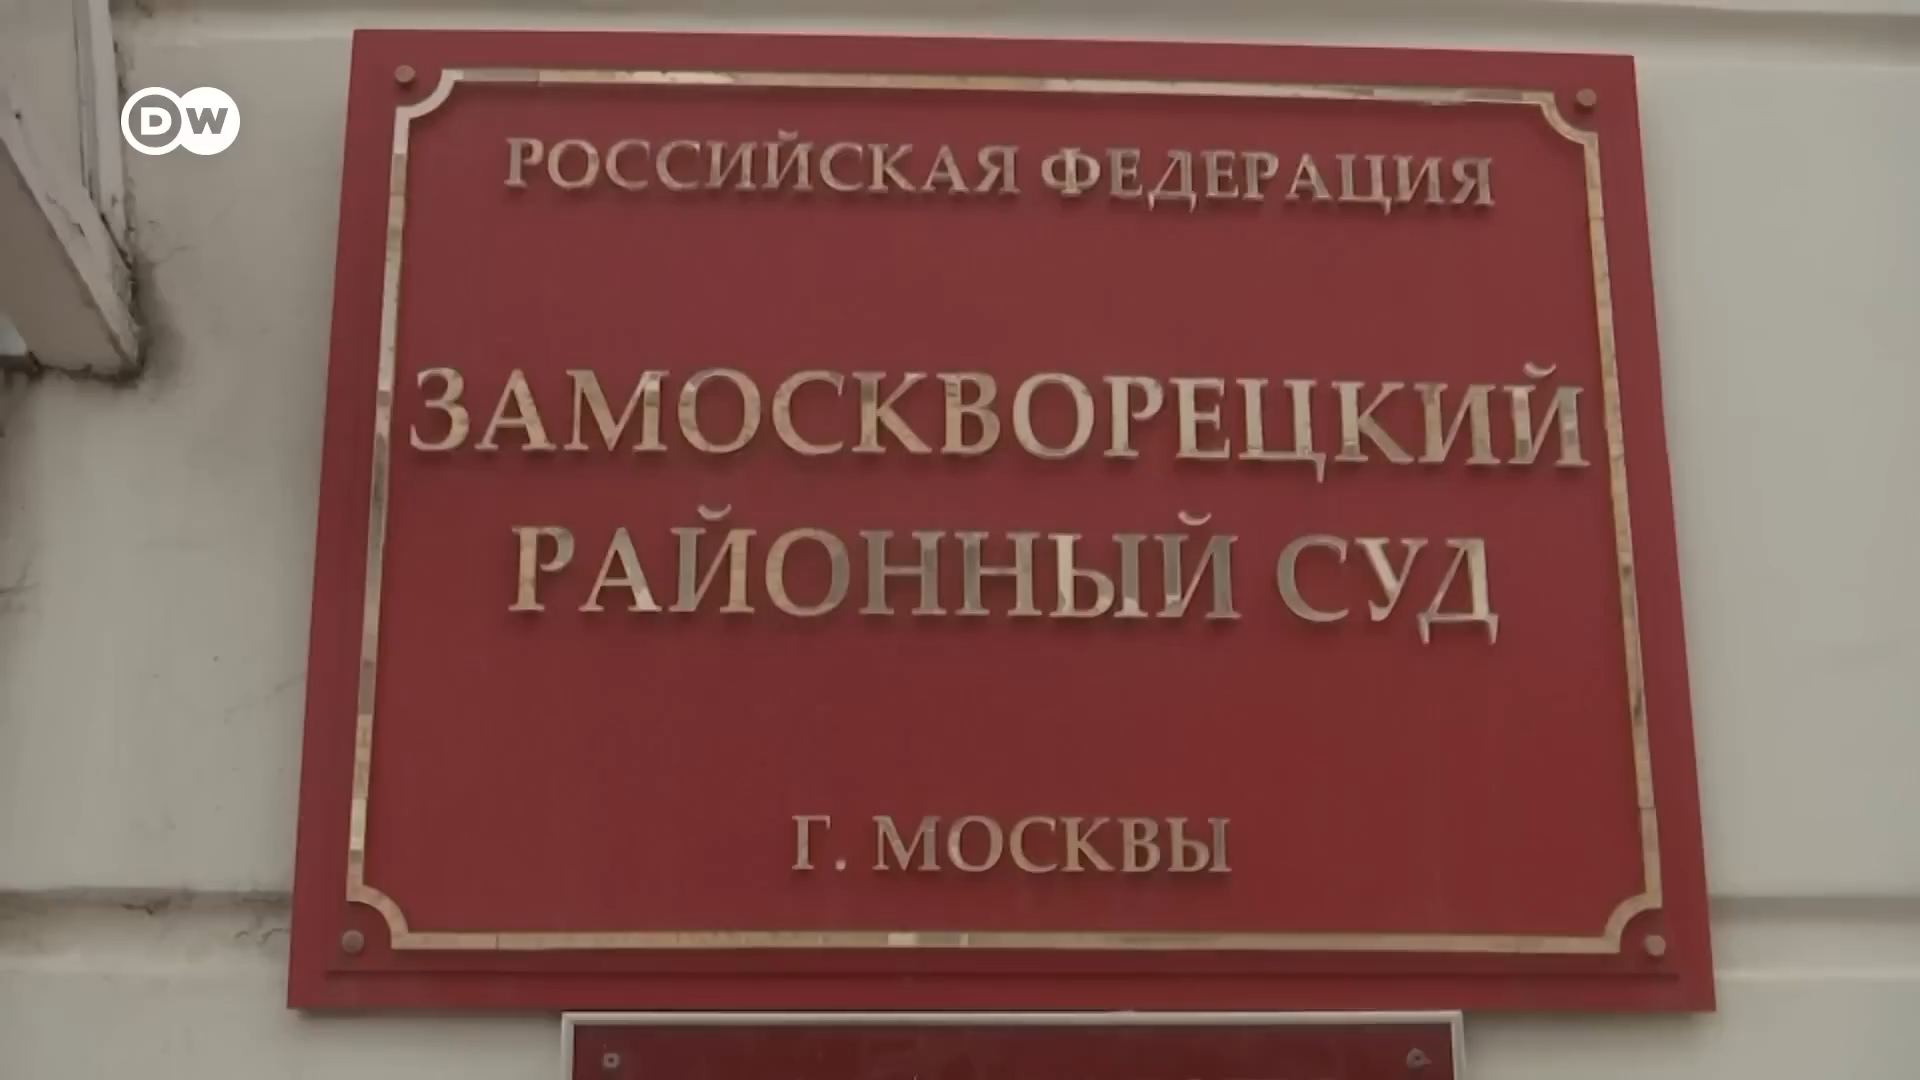 DW
РОССИЙСКАЯ ФЕДЕРАЦИЯ
ЗАМОСКВОРЕЦКИЙ
РАЙОННЫЙ СУД
Г. МОСКВЫ